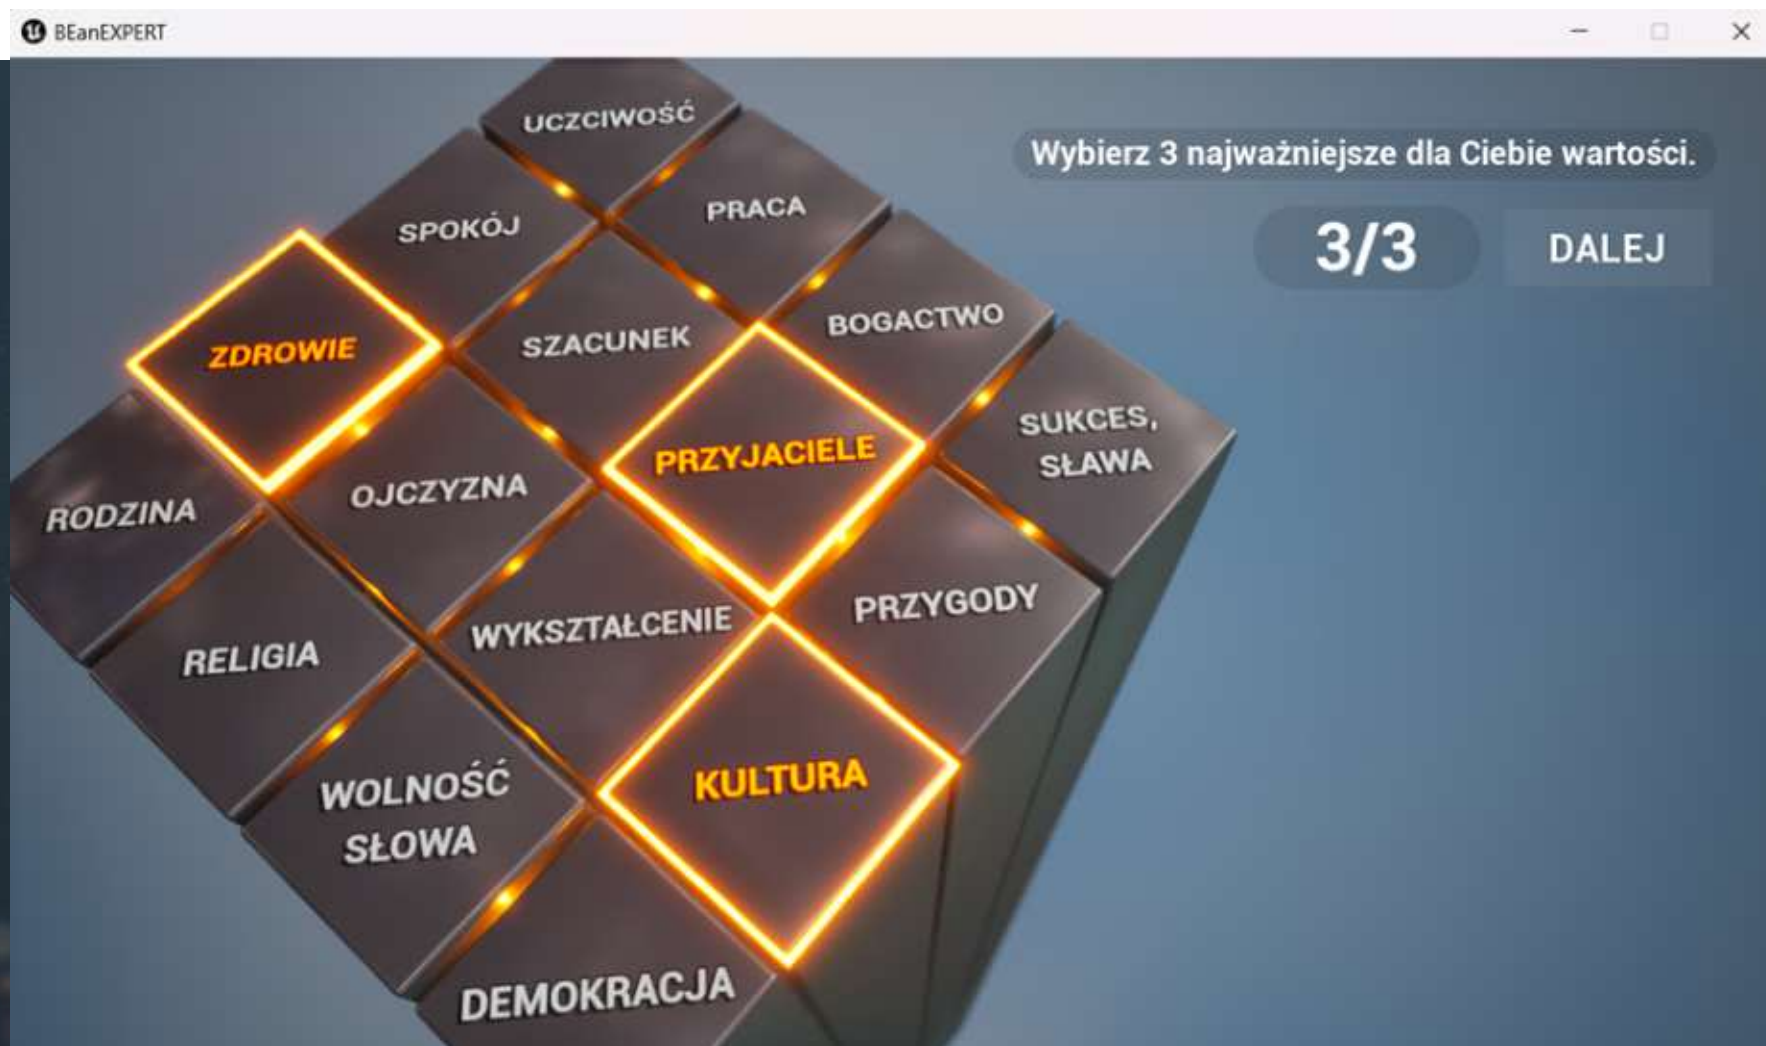 BEanEXPERT
Wybierz 3 najważniejsze dla Ciebie wartości.
3/3
DALEJ
UCZCIWOŚĆ
SPOKÓJ
PRACA
ZDROWIE
SZACUNEK
BOGACTWO
RODZINA
OJCZYZNA
PRZYJACIELE
SUKCES,
SŁAWA
RELIGIA
WYKSZTAŁCENIE
PRZYGODY
WOLNOŚĆ
SŁOWA
KULTURA
DEMOKRACJA